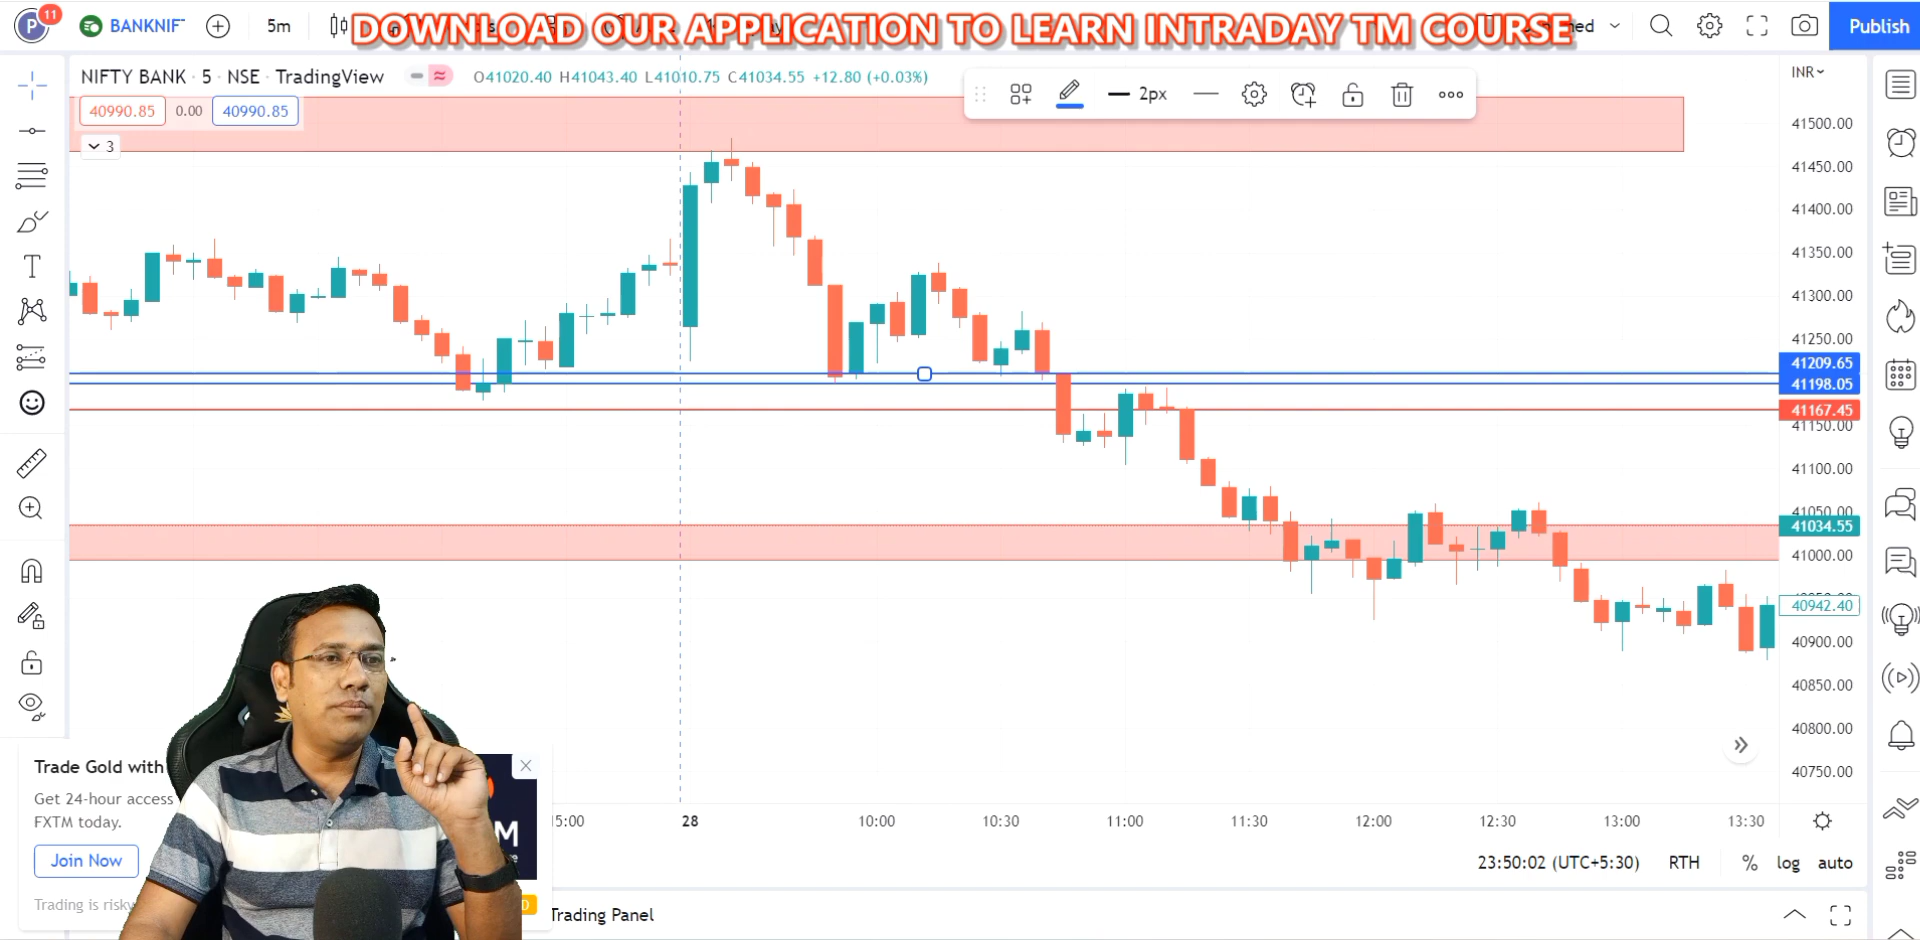 P
11
BANKNIF
5m
DOWNLOAD OUR APPLICATION TO LEARN INTRADAY TM COURSE
Publish
NIFTY BANK · 5 · NSE · TradingView
O41020.40 H41043.40 L41010.75 C41034.55 +12.80 (+0.03%)
INR
40990.85 0.00 40990.85
3
2px
41500.00
41450.00
41400.00
41350.00
41300.00
41250.00
41209.65
41198.05
41167.45
41150.00
41100.00
41050.00
41034.55
41000.00
40942.40
40900.00
40850.00
40800.00
40750.00
Trade Gold with
Get 24-hour access
FXTM today.
Join Now
Trading is risky
28 10:00 10:30 11:00 11:30 12:00 12:30 13:00 13:30
23:50:02 (UTC+5:30) RTH % log auto
Trading Panel